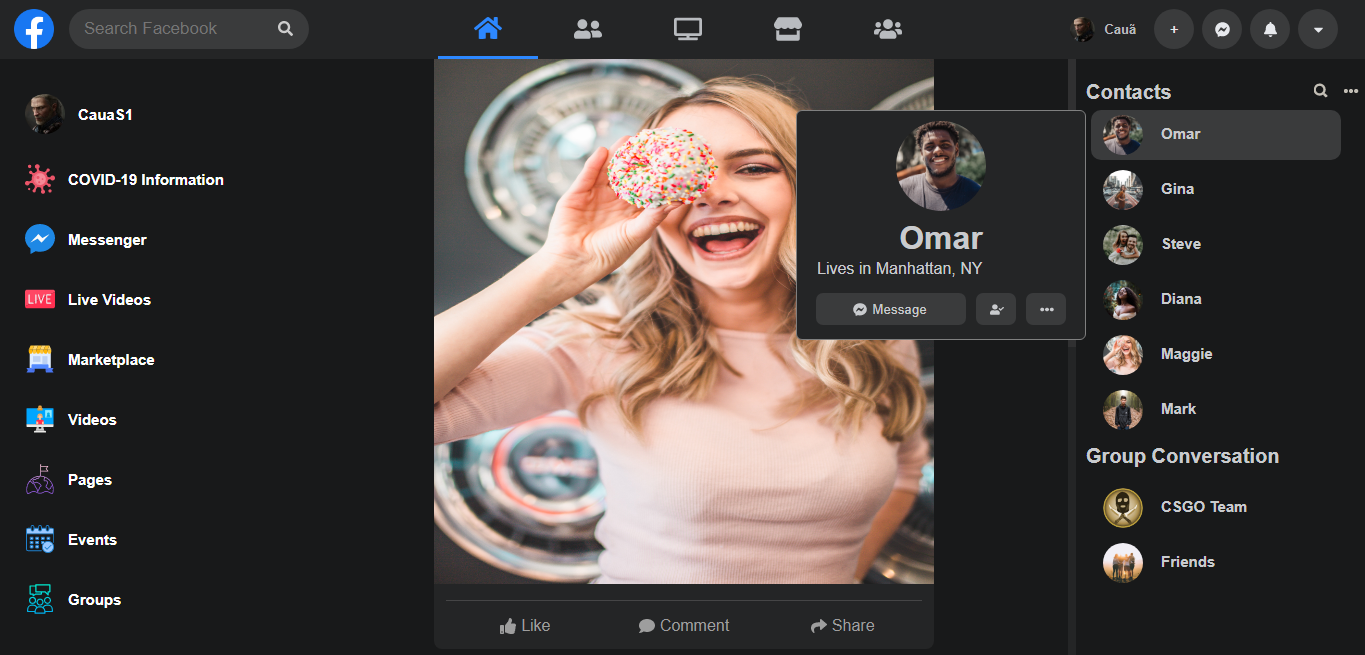 Search Facebook
Cauã
+
CauaS1
COVID-19 Information
Messenger
LIVE
Live Videos
Marketplace
Videos
Pages
Events
Groups
Omar
Lives in Manhattan, NY
Message
Like
Comment
Share
Contacts
Omar
Gina
Steve
Diana
Maggie
Mark
Group Conversation
CSGO Team
Friends